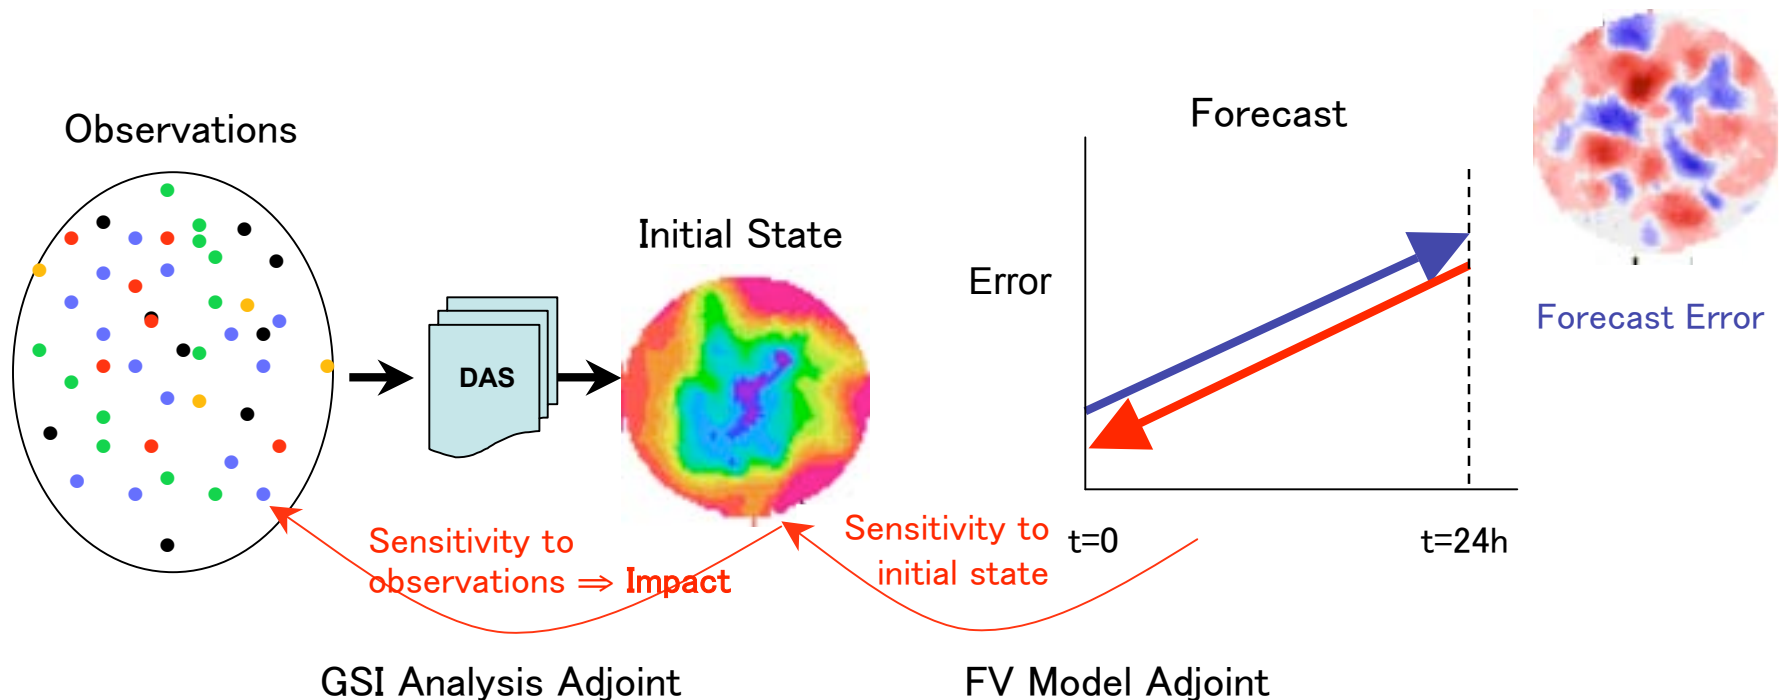 Observations
DAS
Initial State
Forecast
Error
Forecast Error
t=0
t=24h
Sensitivity to
observations ⇒ Impact
Sensitivity to
initial state
GSI Analysis Adjoint
FV Model Adjoint